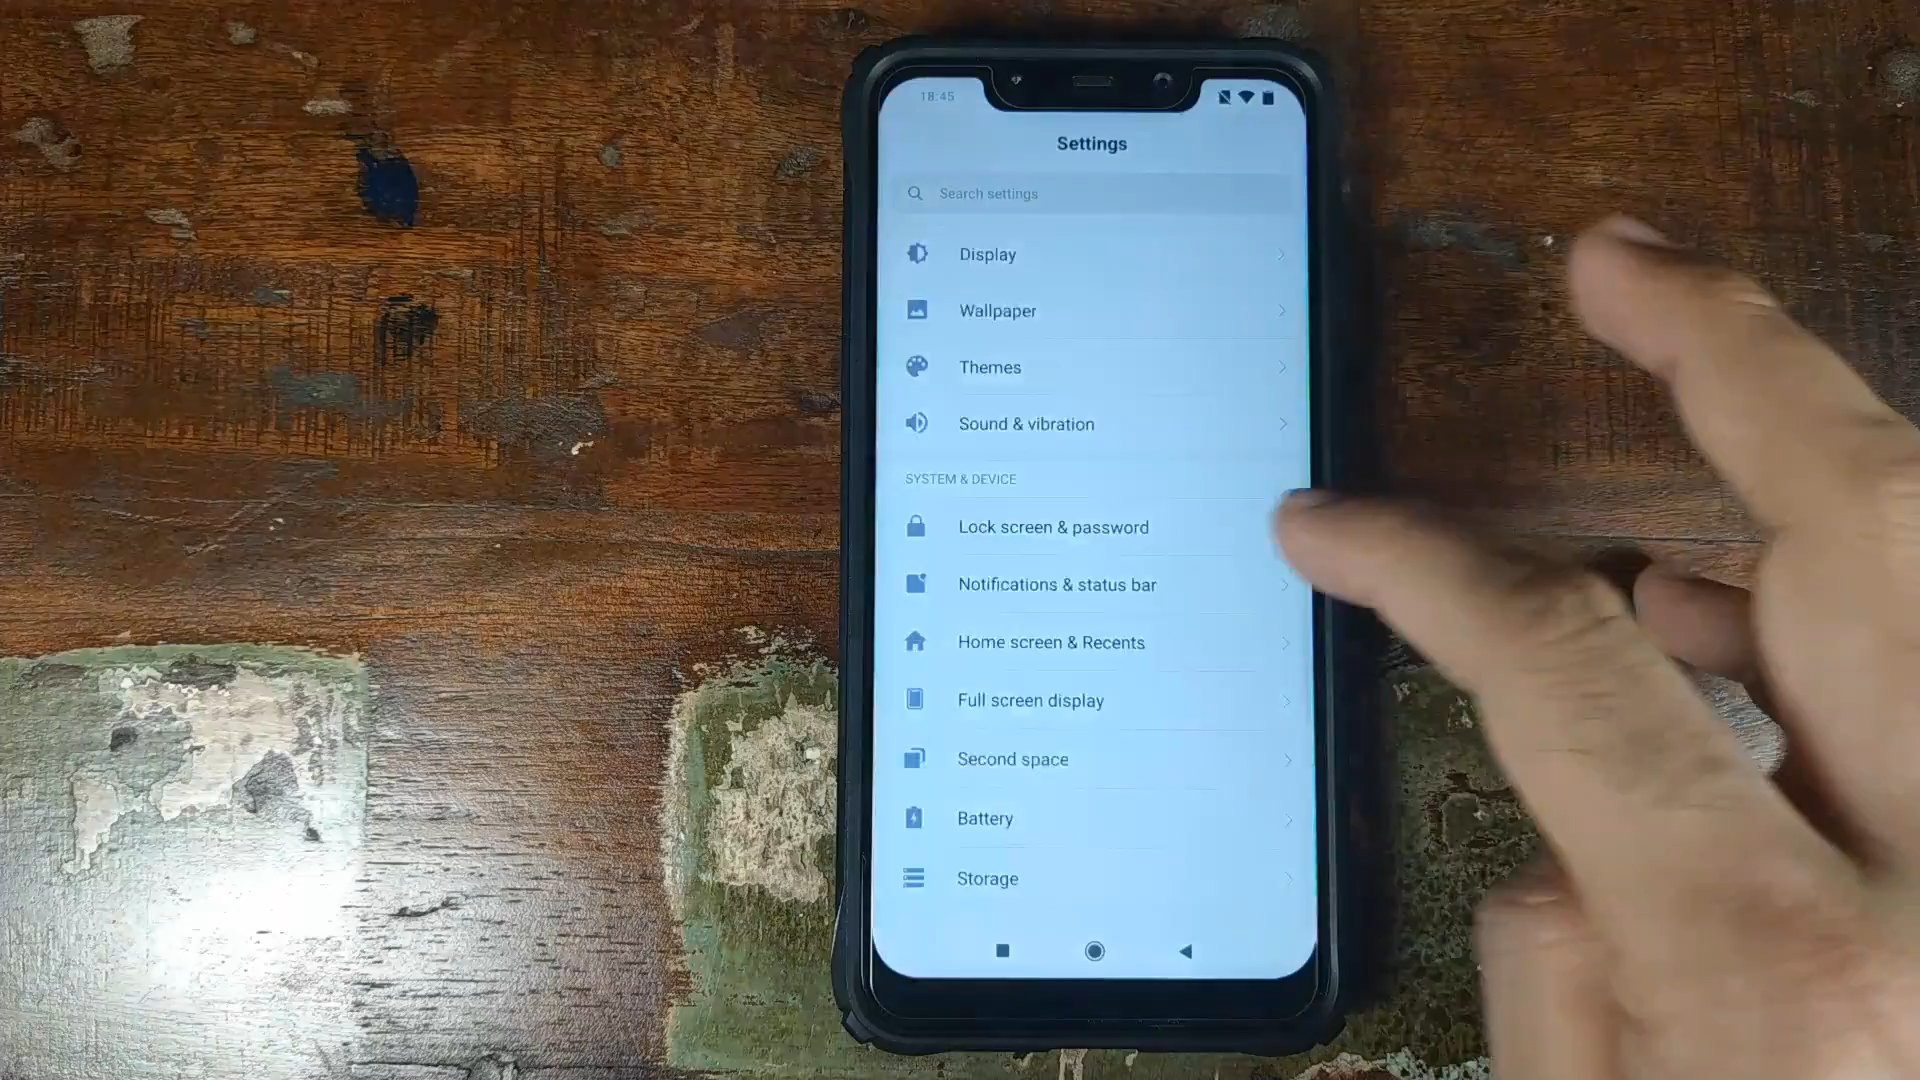 18:45
Settings
Search settings
Display
Wallpaper
Themes
Sound & vibration
SYSTEM & DEVICE
Lock screen & password
Notifications & status bar
Home screen & Recents
Full screen display
Second space
Battery
Storage